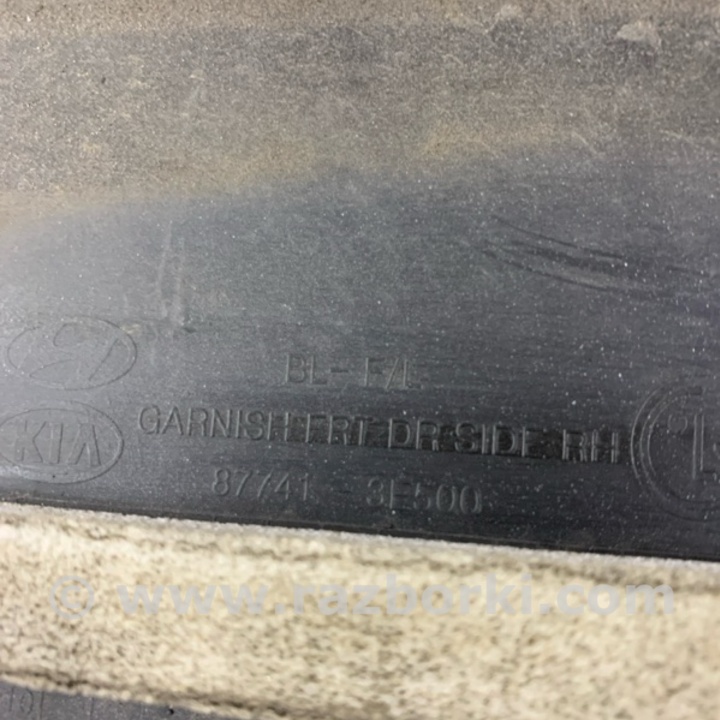 BL- F/L
KIA
GARNISH-FRT DR SIDE RH
87741 - 3E500
© www.razborki.com